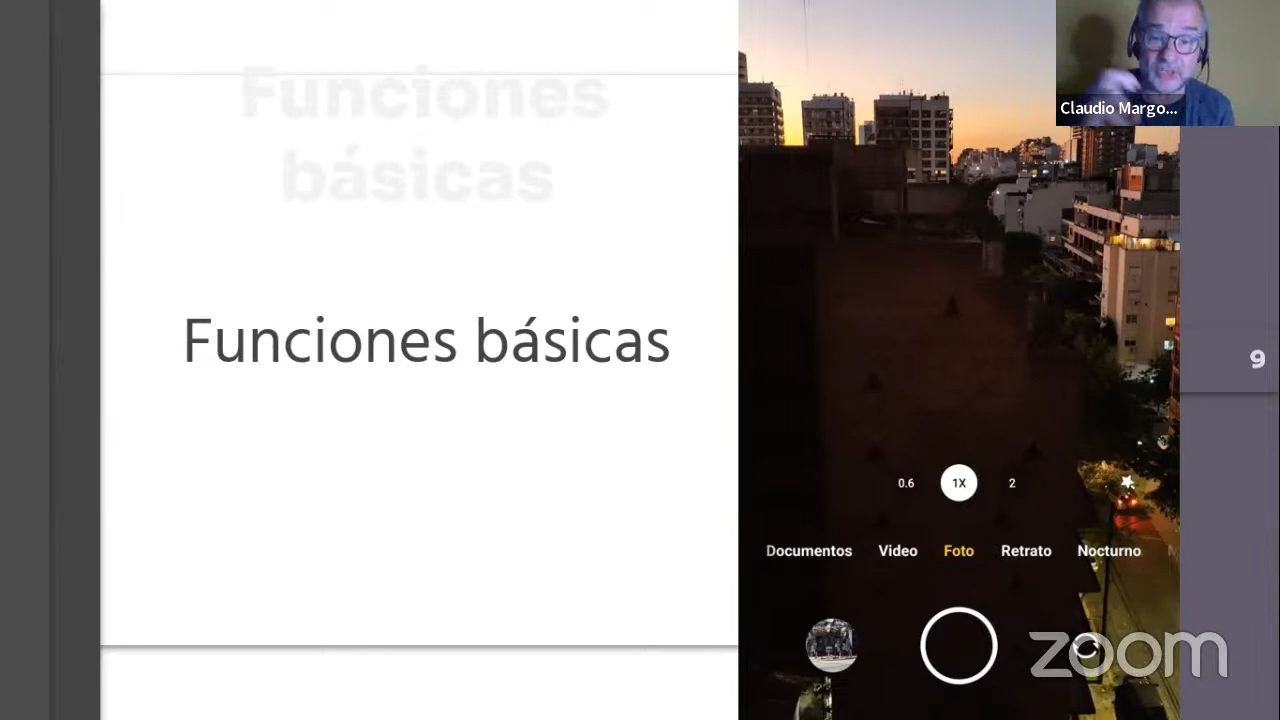 Funciones
básicas
Funciones básicas
Claudio Margo...
9
0.6 1X 2
Documentos Video Foto Retrato Nocturno
zoom